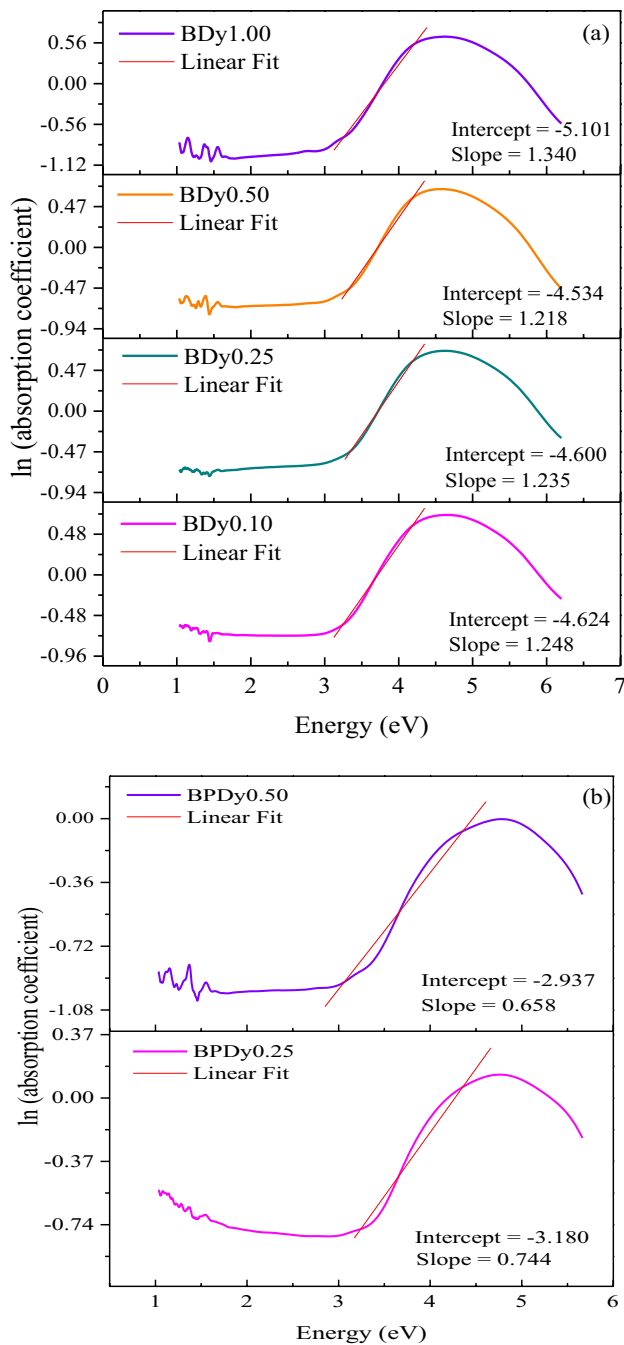 BDy1.00
(a)
Linear Fit
0.56
0.00
-0.56
-1.12
Intercept = -5.101
Slope = 1.340
BDy0.50
Linear Fit
0.47
0.00
-0.47
-0.94
Intercept = -4.534
Slope = 1.218
BDy0.25
Linear Fit
0.47
0.00
-0.47
-0.94
Intercept = -4.600
Slope = 1.235
BDy0.10
Linear Fit
0.48
0.00
-0.48
-0.96
Intercept = -4.624
Slope = 1.248
ln (absorption coefficient)
0 1 2 3 4 5 6 7
Energy (eV)
BPDy0.50
(b)
Linear Fit
0.00
-0.36
-0.72
-1.08
Intercept = -2.937
Slope = 0.658
BPDy0.25
Linear Fit
0.37
0.00
-0.37
-0.74
Intercept = -3.180
Slope = 0.744
ln (absorption coefficient)
1 2 3 4 5 6
Energy (eV)